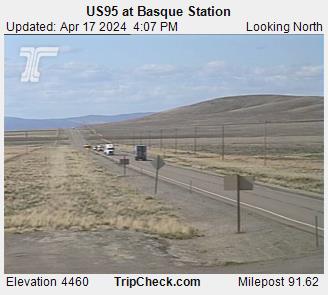 US95 at Basque Station
Updated: Apr 17 2024 4:07 PM Looking North
Elevation 4460 TripCheck.com Milepost 91.62